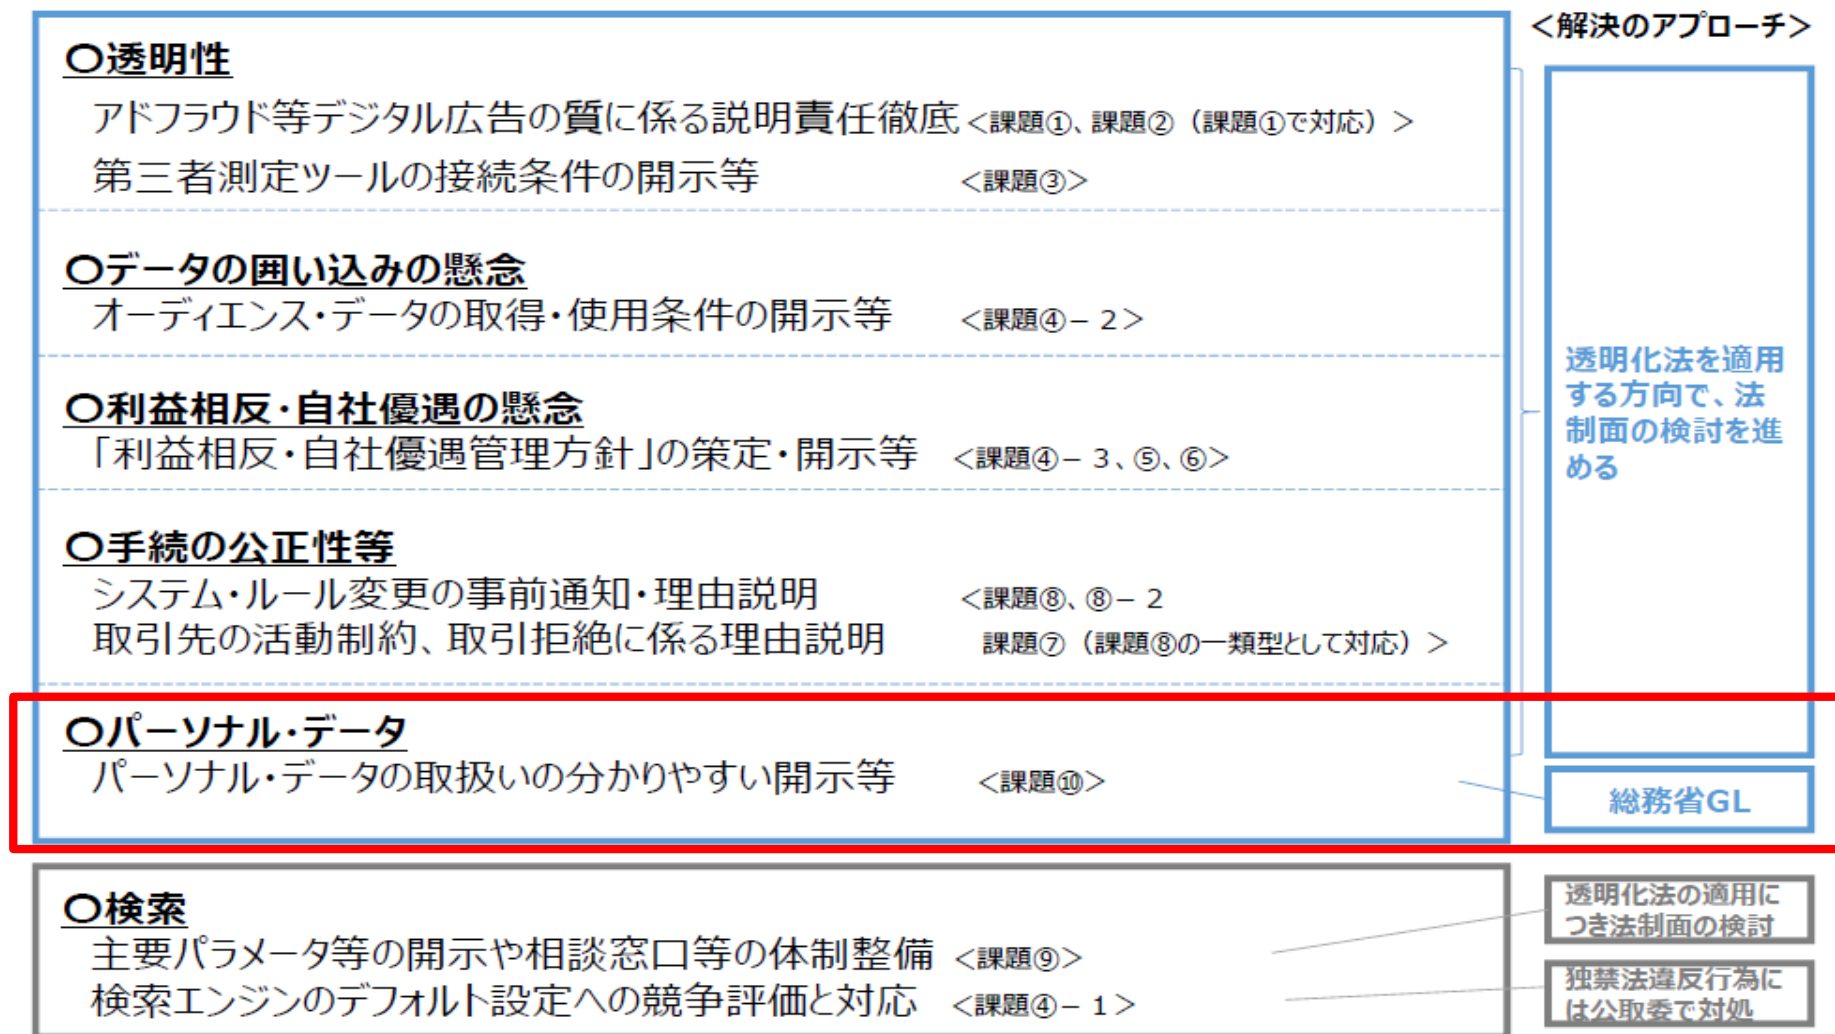 ＜解決のアプローチ＞
〇透明性
アドフラウド等デジタル広告の質に係る説明責任徹底 ＜課題①、課題②（課題①で対応）＞
第三者測定ツールの接続条件の開示等 ＜課題③＞
〇データの囲い込みの懸念
オーディエンス・データの取得・使用条件の開示等 ＜課題④－２＞
〇利益相反・自社優遇の懸念
「利益相反・自社優遇管理方針」の策定・開示等 ＜課題④－３、⑤、⑥＞
〇手続の公正性等
システム・ルール変更の事前通知・理由説明 ＜課題⑧、⑧－２
取引先の活動制約、取引拒絶に係る理由説明 課題⑦（課題⑧の一類型として対応）＞
〇パーソナル・データ
パーソナル・データの取扱いの分かりやすい開示等 ＜課題⑩＞
透明化法を適用
する方向で、法
制面の検討を進
める
総務省GL
〇検索
主要パラメータ等の開示や相談窓口等の体制整備 ＜課題⑨＞
検索エンジンのデフォルト設定への競争評価と対応 ＜課題④－１＞
透明化法の適用に
つき法制面の検討
独禁法違反行為に
は公取委で対処